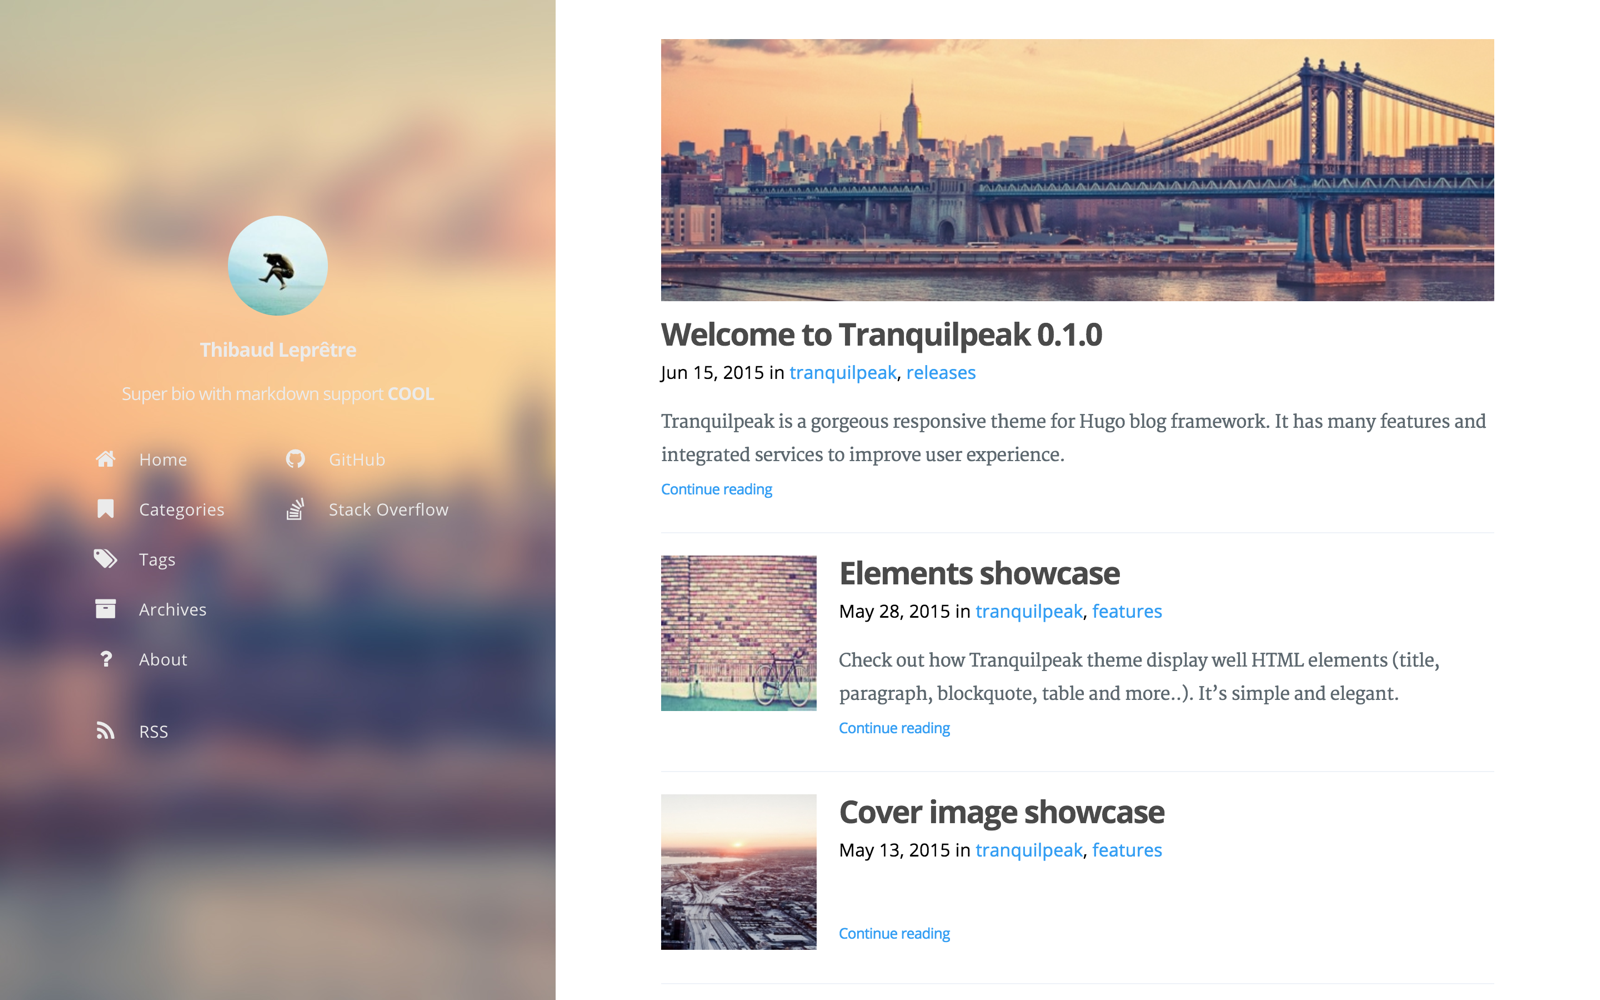 Thibaud Leprêtre
Super bio with markdown support COOL
Home
Categories
Tags
Archives
About
RSS
GitHub
Stack Overflow
Welcome to Tranquilpeak 0.1.0
Jun 15, 2015 in tranquilpeak, releases
Tranquilpeak is a gorgeous responsive theme for Hugo blog framework. It has many features and
integrated services to improve user experience.
Continue reading
Elements showcase
May 28, 2015 in tranquilpeak, features
Check out how Tranquilpeak theme display well HTML elements (title,
paragraph, blockquote, table and more..). It’s simple and elegant.
Continue reading
Cover image showcase
May 13, 2015 in tranquilpeak, features
Continue reading